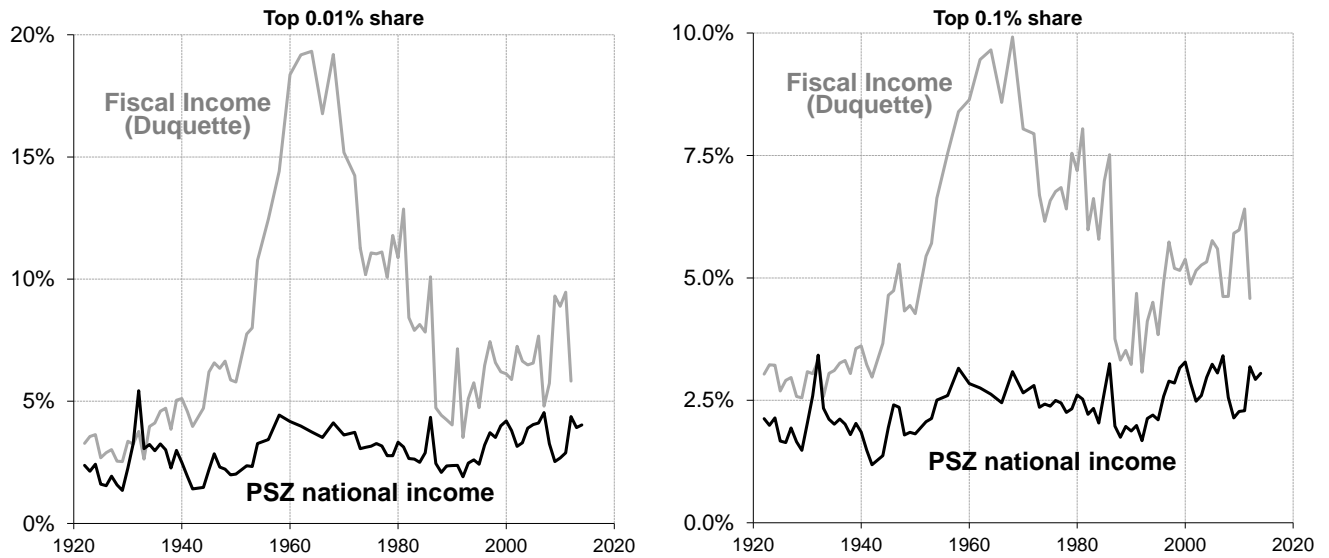 Top 0.01% share
20%
15%
10%
5%
0%
Fiscal Income
(Duquette)
PSZ national income
1920 1940 1960 1980 2000 2020
Top 0.1% share
10.0%
7.5%
5.0%
2.5%
0.0%
Fiscal Income
(Duquette)
PSZ national income
1920 1940 1960 1980 2000 2020